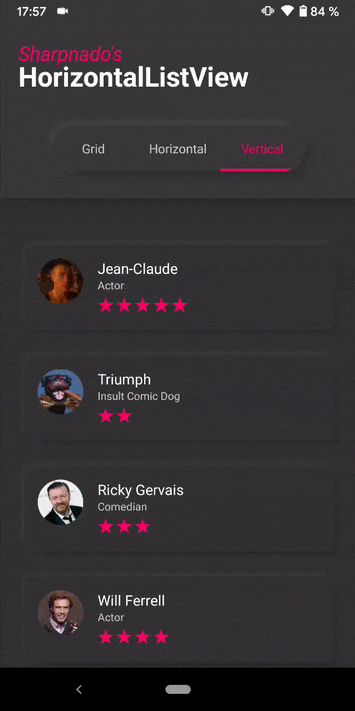 17:57 84 %
Sharpnado's
HorizontalListView
Grid Horizontal Vertical
Jean-Claude
Actor
Triumph
Insult Comic Dog
Ricky Gervais
Comedian
Will Ferrell
Actor